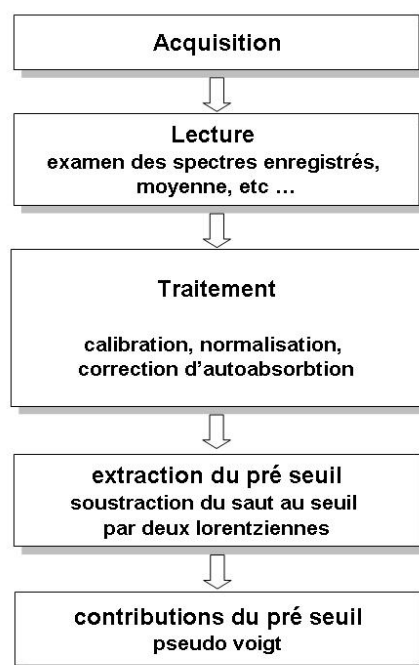 Acquisition
Lecture
examen des spectres enregistrés,
moyenne, etc ...
Traitement
calibration, normalisation,
correction d'autoabsorbtion
extraction du pré seuil
soustraction du saut au seuil
par deux lorentziennes
contributions du pré seuil
pseudo voigt